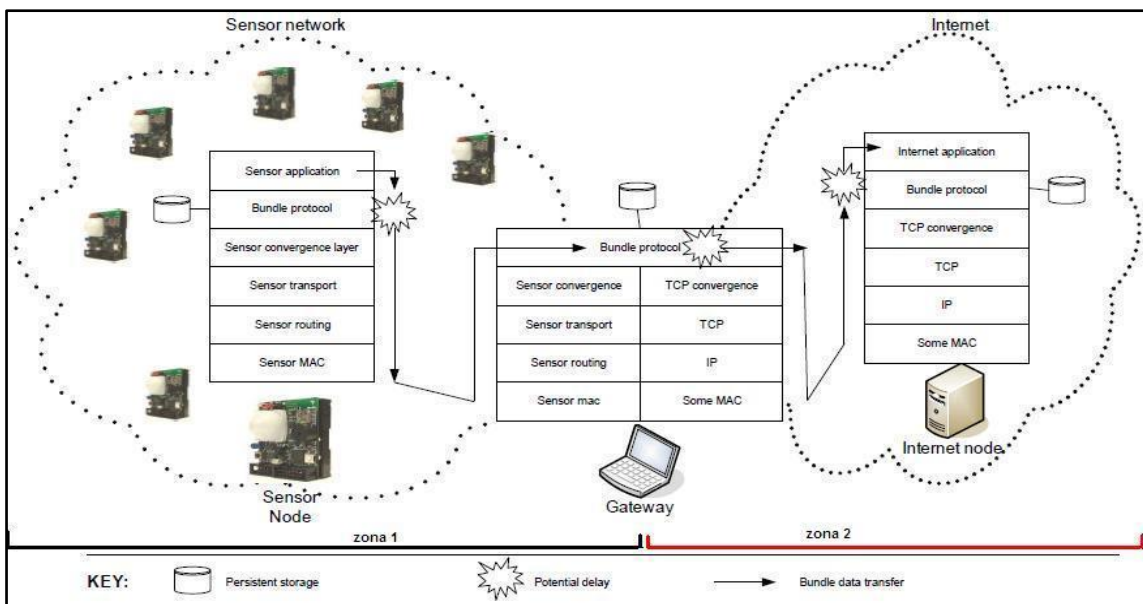 Sensor network
Internet
Sensor application
Bundle protocol
Sensor convergence layer
Sensor transport
Sensor routing
Sensor MAC
Sensor
Node
Bundle protocol
Sensor convergence
TCP convergence
Sensor transport
TCP
Sensor routing
IP
Sensor mac
Some MAC
Gateway
Internet application
Bundle protocol
TCP convergence
TCP
IP
Some MAC
Internet node
zona 1
zona 2
KEY:
Persistent storage
Potential delay
Bundle data transfer